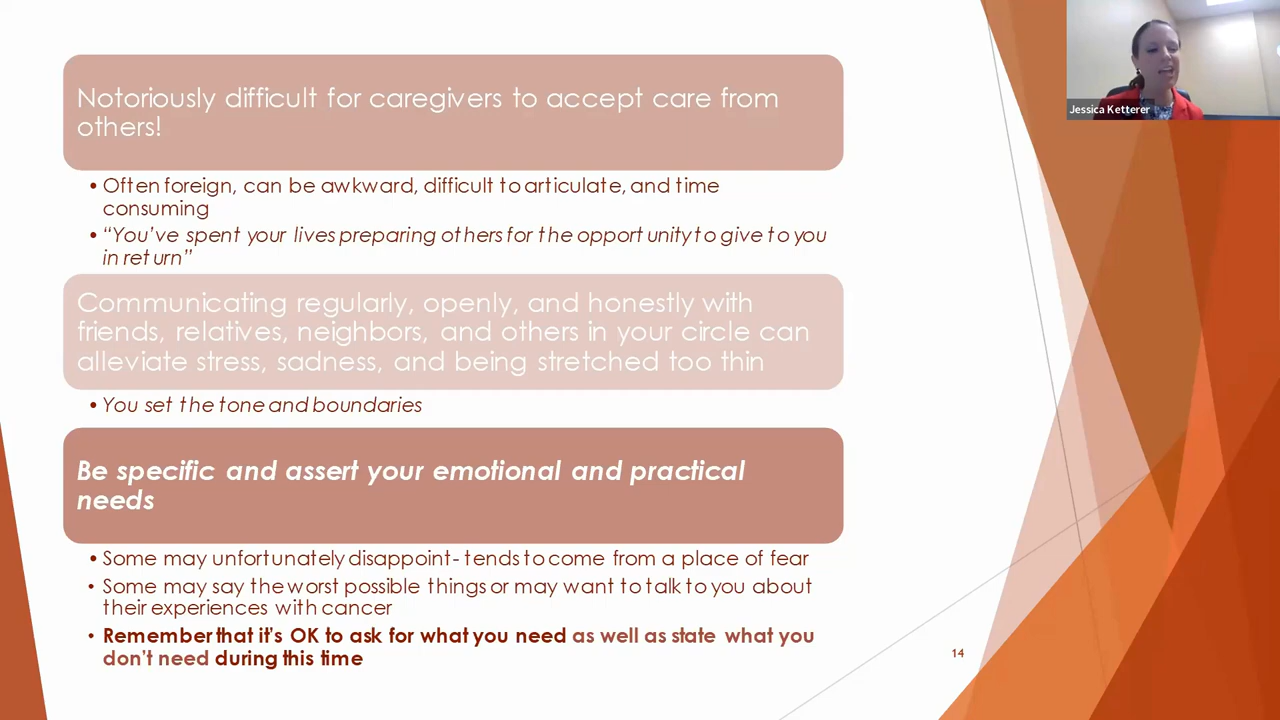 Notoriously difficult for caregivers to accept care from
others!
• Often foreign, can be awkward, difficult to articulate, and time
consuming
• “You’ve spent your lives preparing others for the opportunity to give to you
in return”
Communicating regularly, openly, and honestly with
friends, relatives, neighbors, and others in your circle can
alleviate stress, sadness, and being stretched too thin
• You set the tone and boundaries
Be specific and assert your emotional and practical
needs
• Some may unfortunately disappoint- tends to come from a place of fear
• Some may say the worst possible things or may want to talk to you about
their experiences with cancer
• Remember that it’s OK to ask for what you need as well as state what you
don’t need during this time
14
Jessica Ketterer